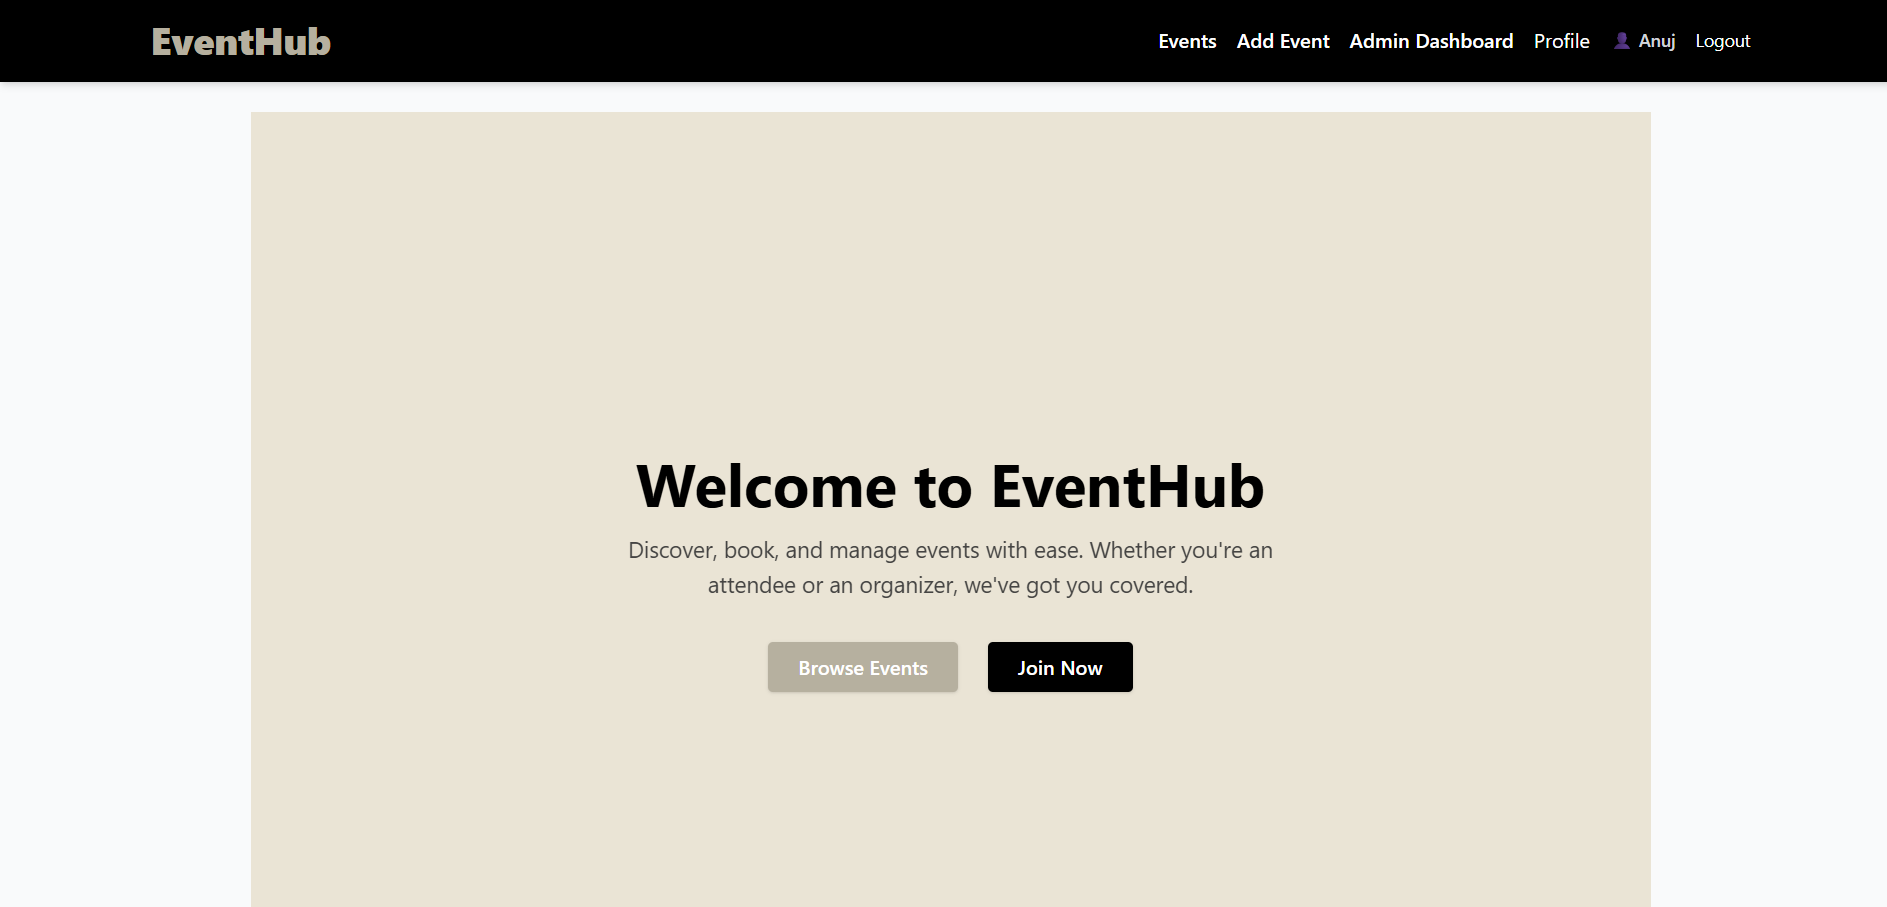 EventHub
Events Add Event Admin Dashboard Profile Anuj Logout
Welcome to EventHub
Discover, book, and manage events with ease. Whether you're an
attendee or an organizer, we've got you covered.
Browse Events Join Now